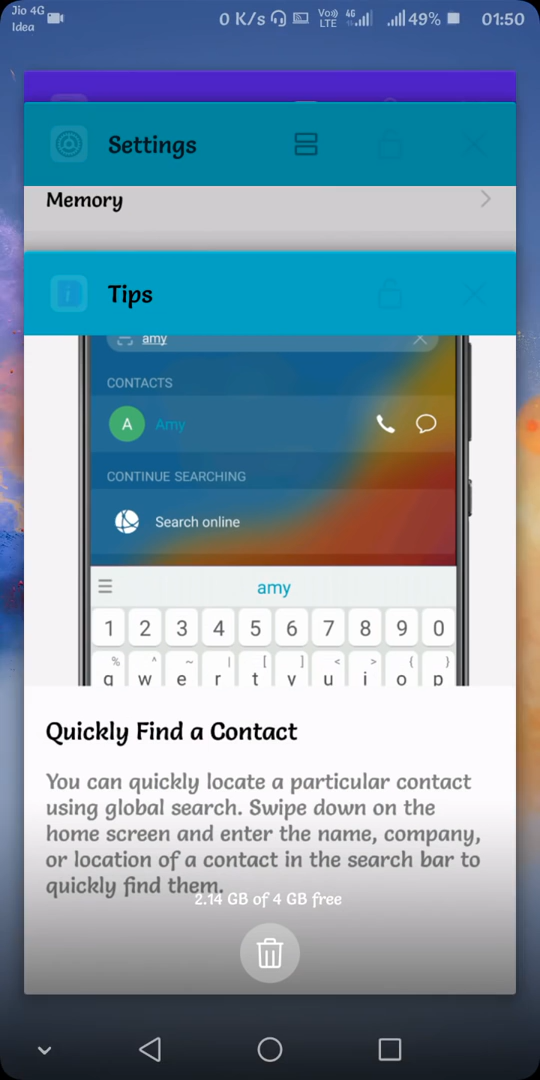 Jio 4G
Idea
0 K/s
Vo))
LTE
4G
49%
01:50
Settings
Memory
Tips
amy
CONTACTS
A
Amy
CONTINUE SEARCHING
Search online
amy
1 2 3 4 5 6 7 8 9 0
% ^ ~ | [ ] < > { }
q w e r t y u i o p
Quickly Find a Contact
You can quickly locate a particular contact
using global search. Swipe down on the
home screen and enter the name, company,
or location of a contact in the search bar to
quickly find them.
2.14 GB of 4 GB free